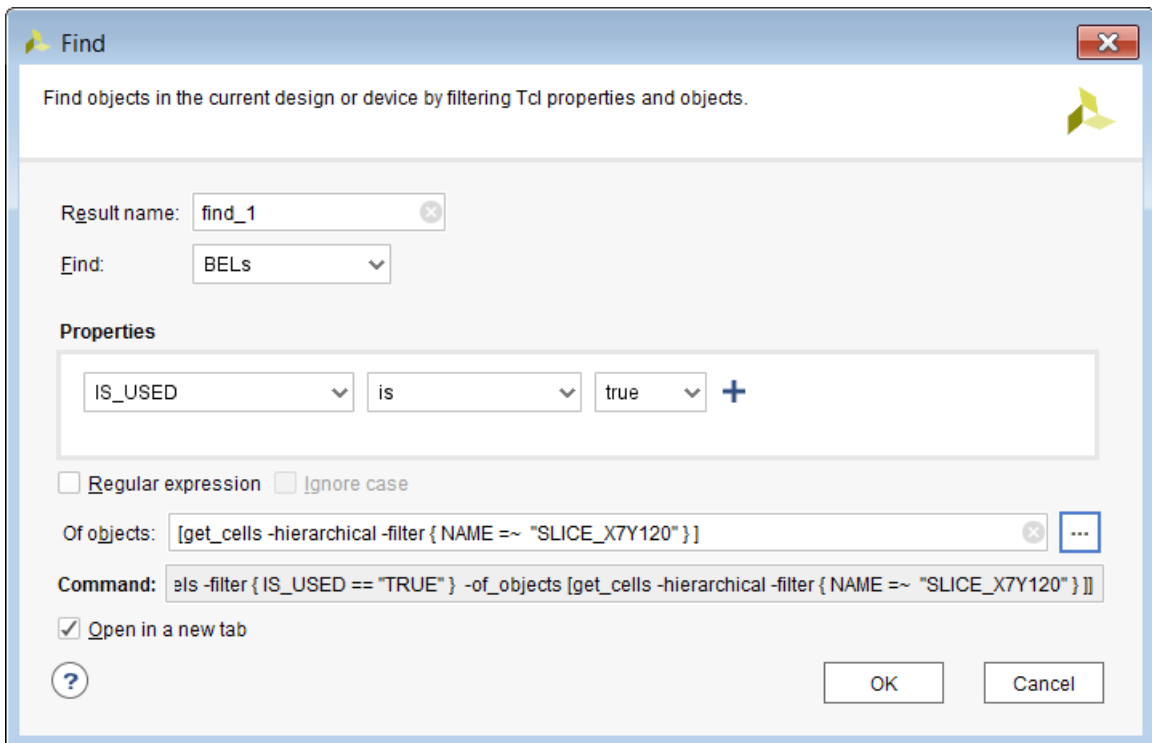 Find
Find objects in the current design or device by filtering Tcl properties and objects.
Result name: find_1
Find: BELs
Properties
IS_USED is true
Regular expression Ignore case
Of objects: [get_cells -hierarchical -filter { NAME =~ "SLICE_X7Y120" } ] ...
Command: els -filter { IS_USED == "TRUE" } -of_objects [get_cells -hierarchical -filter { NAME =~ "SLICE_X7Y120" } ]]
Open in a new tab
? OK Cancel